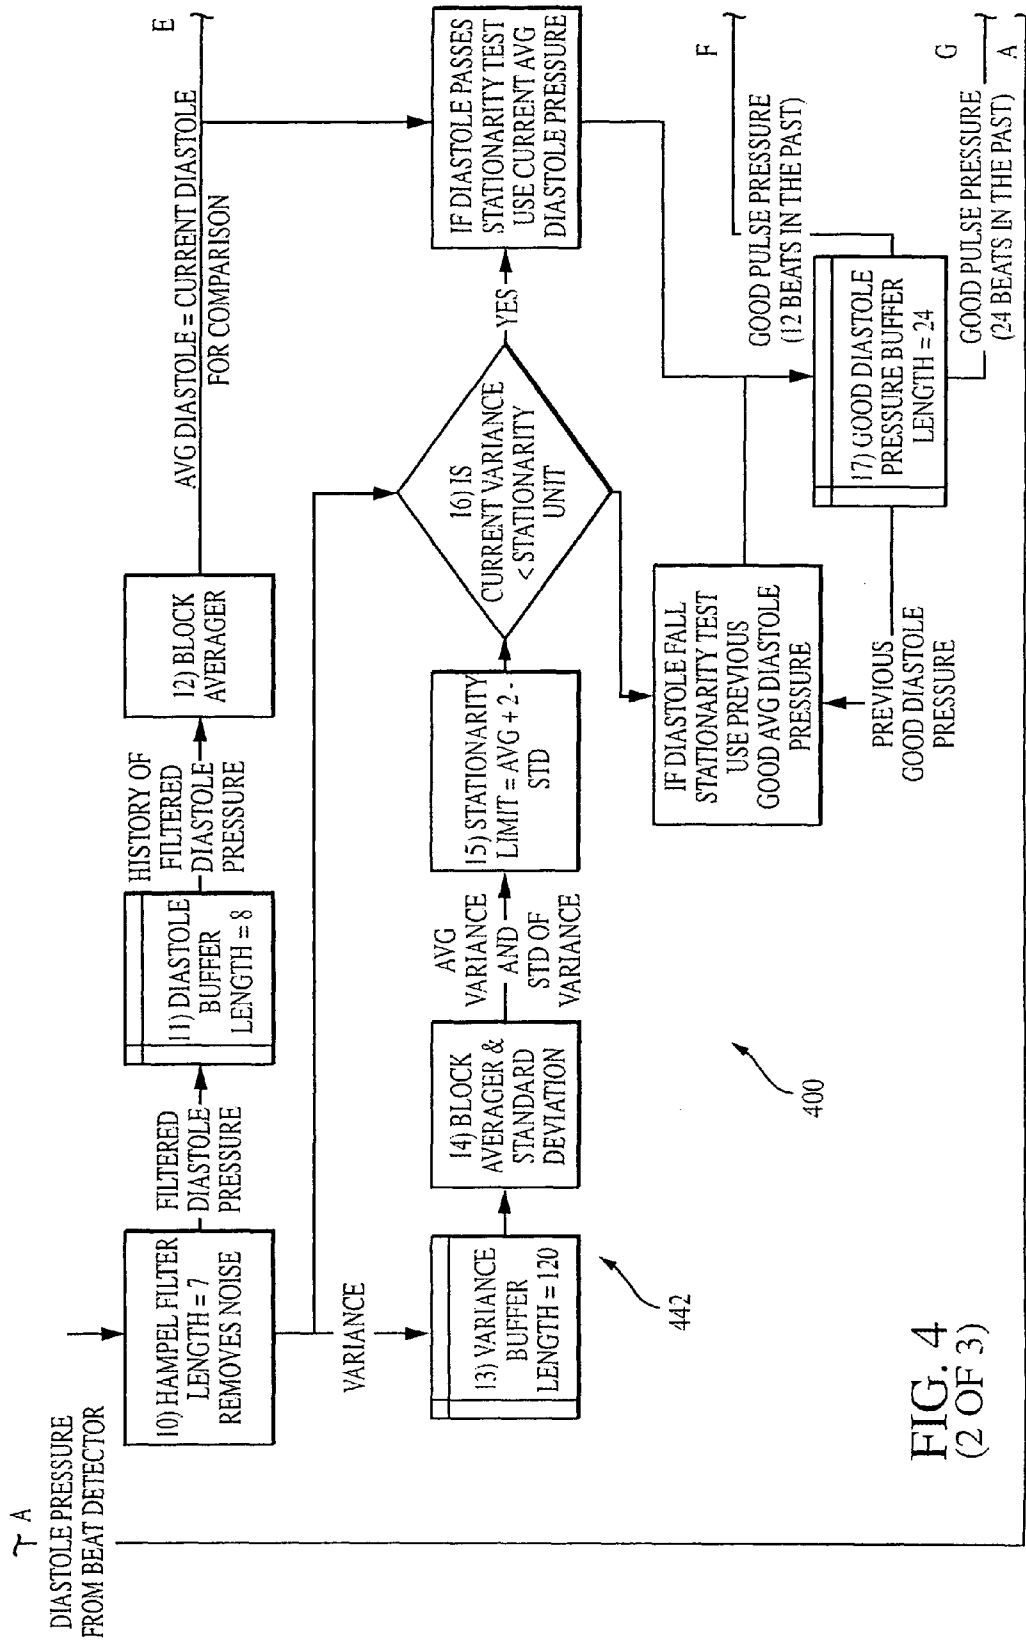 A
DIASTOLE PRESSURE
FROM BEAT DETECTOR
10) HAMPEL FILTER
LENGTH = 7
REMOVES NOISE
FILTERED
DIASTOLE
PRESSURE
11) DIASTOLE
BUFFER
LENGTH = 8
HISTORY OF
FILTERED
DIASTOLE
PRESSURE
12) BLOCK
AVERAGER
AVG DIASTOLE = CURRENT DIASTOLE
FOR COMPARISON
E
VARIANCE
13) VARIANCE
BUFFER
LENGTH = 120
14) BLOCK
AVERAGER &
STANDARD
DEVIATION
AVG
VARIANCE
AND
STD OF
VARIANCE
15) STATIONARITY
LIMIT = AVG + 2 -
STD
16) IS
CURRENT VARIANCE
< STATIONARITY
UNIT
YES
IF DIASTOLE PASSES
STATIONARITY TEST
USE CURRENT AVG
DIASTOLE PRESSURE
442
400
IF DIASTOLE FALL
STATIONARITY TEST
USE PREVIOUS
GOOD AVG DIASTOLE
PRESSURE
PREVIOUS
GOOD DIASTOLE
PRESSURE
17) GOOD DIASTOLE
PRESSURE BUFFER
LENGTH = 24
F
GOOD PULSE PRESSURE
(12 BEATS IN THE PAST)
G
GOOD PULSE PRESSURE
(24 BEATS IN THE PAST)
A
FIG. 4
(2 OF 3)